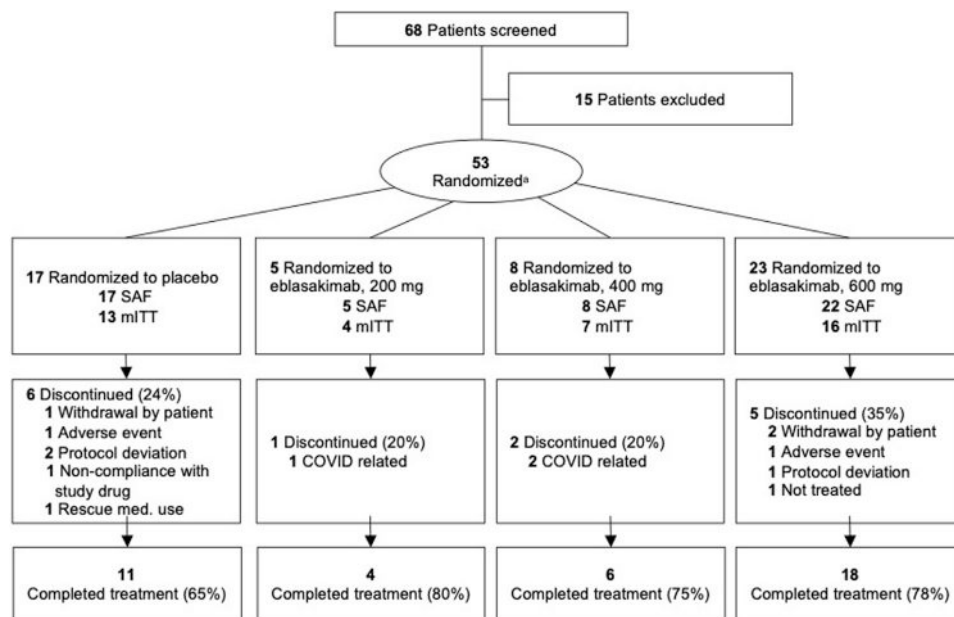 68 Patients screened
15 Patients excluded
53
Randomizedᵃ
17 Randomized to placebo
17 SAF
13 mITT
5 Randomized to
eblasakimab, 200 mg
5 SAF
4 mITT
8 Randomized to
eblasakimab, 400 mg
8 SAF
7 mITT
23 Randomized to
eblasakimab, 600 mg
22 SAF
16 mITT
6 Discontinued (24%)
1 Withdrawal by patient
1 Adverse event
2 Protocol deviation
1 Non-compliance with
study drug
1 Rescue med. use
1 Discontinued (20%)
1 COVID related
2 Discontinued (20%)
2 COVID related
5 Discontinued (35%)
2 Withdrawal by patient
1 Adverse event
1 Protocol deviation
1 Not treated
11
Completed treatment (65%)
4
Completed treatment (80%)
6
Completed treatment (75%)
18
Completed treatment (78%)